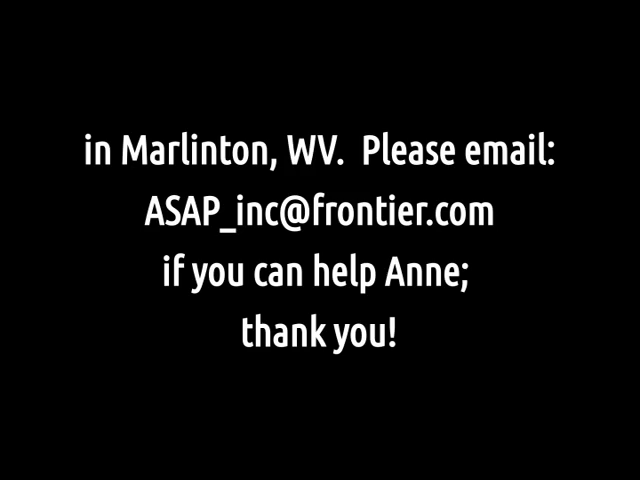 in Marlinton, WV.  Please email:
ASAP_inc@frontier.com
if you can help Anne;
thank you!